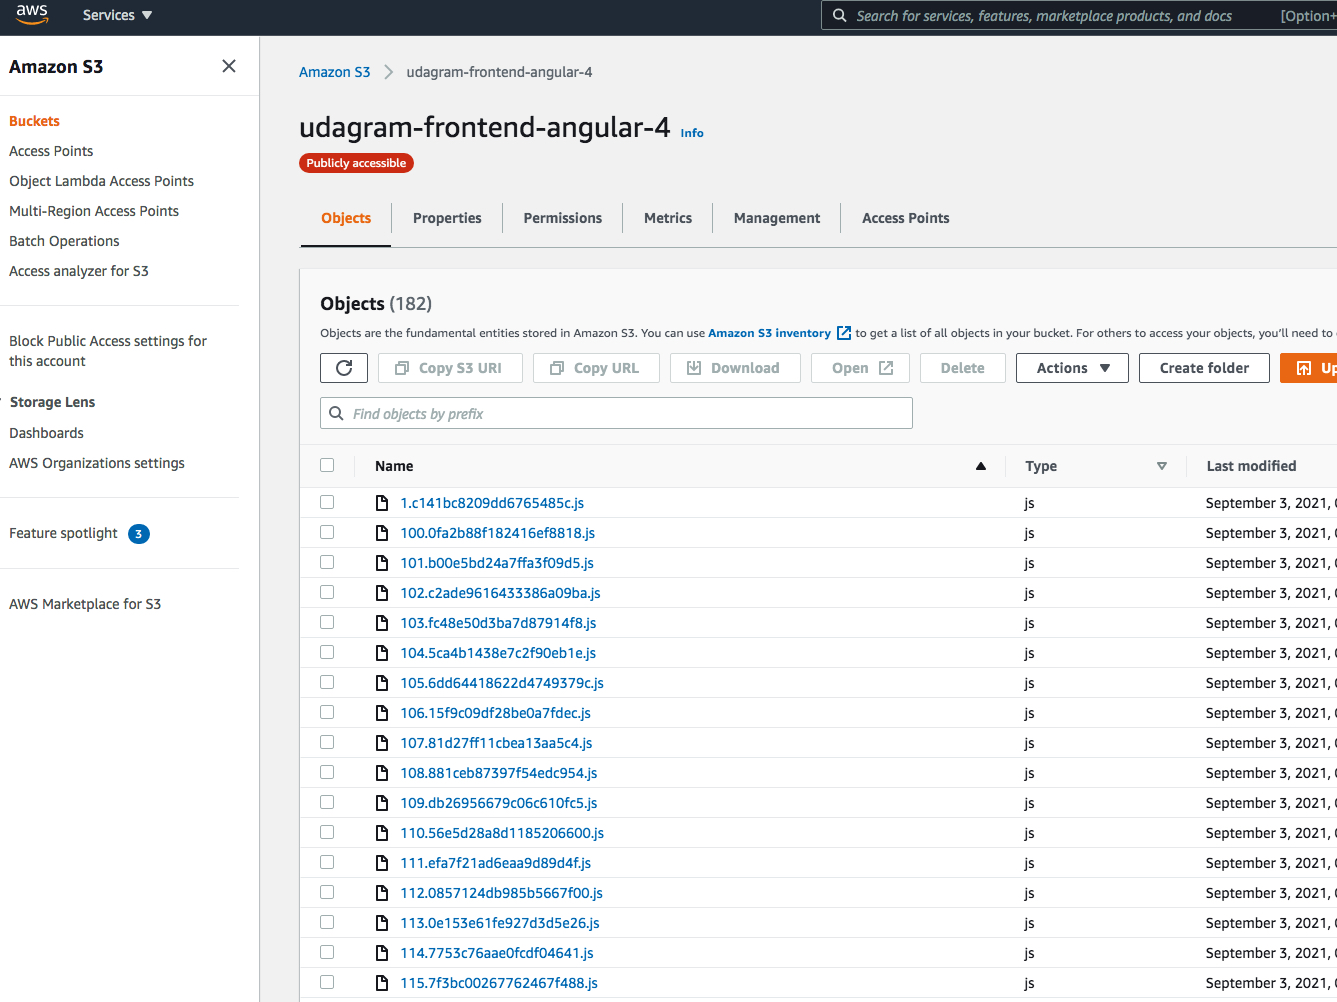 aws
Services ▼
Search for services, features, marketplace products, and docs
[Option+
Amazon S3
Buckets
Access Points
Object Lambda Access Points
Multi-Region Access Points
Batch Operations
Access analyzer for S3
Block Public Access settings for
this account
Storage Lens
Dashboards
AWS Organizations settings
Feature spotlight 3
AWS Marketplace for S3
Amazon S3 > udagram-frontend-angular-4
udagram-frontend-angular-4 Info
Publicly accessible
Objects Properties Permissions Metrics Management Access Points
Objects (182)
Objects are the fundamental entities stored in Amazon S3. You can use Amazon S3 inventory to get a list of all objects in your bucket. For others to access your objects, you'll need to
Copy S3 URI Copy URL Download Open Delete Actions ▼ Create folder Up
Find objects by prefix
Name Type Last modified
1.c141bc8209dd6765485c.js js September 3, 2021,
100.0fa2b88f182416ef8818.js js September 3, 2021,
101.b00e5bd24a7ffa3f09d5.js js September 3, 2021,
102.c2ade9616433386a09ba.js js September 3, 2021,
103.fc48e50d3ba7d87914f8.js js September 3, 2021,
104.5ca4b1438e7c2f90eb1e.js js September 3, 2021,
105.6dd64418622d4749379c.js js September 3, 2021,
106.15f9c09df28be0a7fdec.js js September 3, 2021,
107.81d27ff11cbea13aa5c4.js js September 3, 2021,
108.881ceb87397f54edc954.js js September 3, 2021,
109.db26956679c06c610fc5.js js September 3, 2021,
110.56e5d28a8d1185206600.js js September 3, 2021,
111.efa7f21ad6eaa9d89d4f.js js September 3, 2021,
112.0857124db985b5667f00.js js September 3, 2021,
113.0e153e61fe927d3d5e26.js js September 3, 2021,
114.7753c76aae0fcdf04641.js js September 3, 2021,
115.7f3bc00267762467f488.js js September 3, 2021,